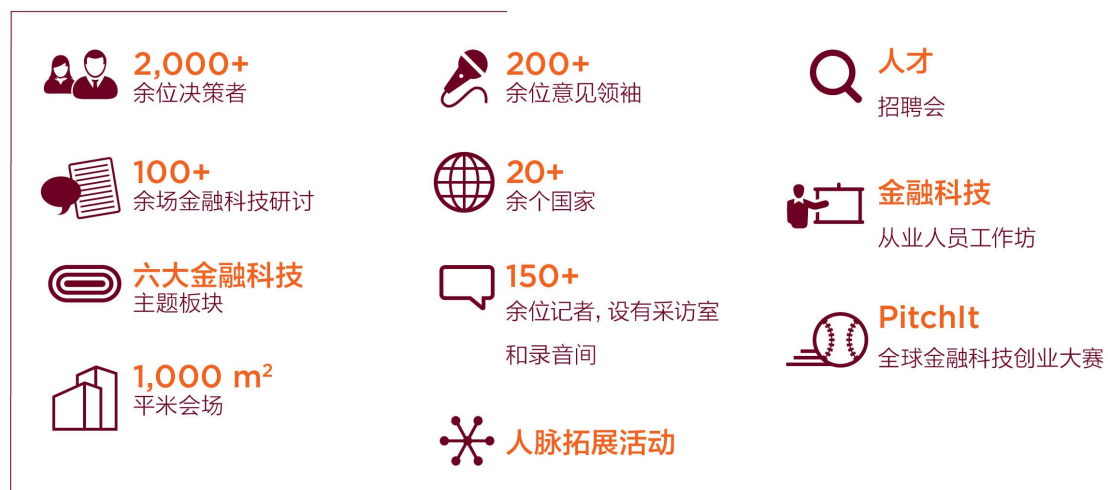 2,000+
余位决策者
100+
余场金融科技研讨
六大金融科技
主题板块
1,000 m²
平米会场
200+
余位意见领袖
20+
余个国家
150+
余位记者, 设有采访室
和录音间
人脉拓展活动
人才
招聘会
金融科技
从业人员工作坊
PitchIt
全球金融科技创业大赛